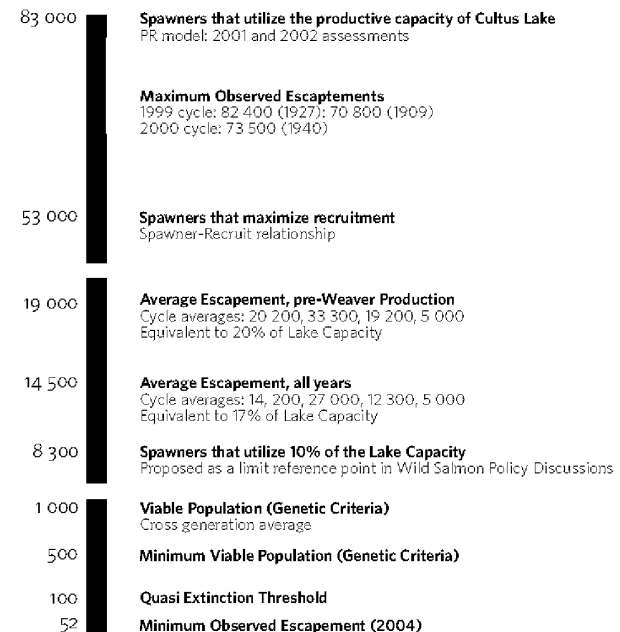 83 000 Spawners that utilize the productive capacity of Cultus Lake
PR model: 2001 and 2002 assessments
Maximum Observed Escaptements
1999 cycle: 82 400 (1927); 70 800 (1909)
2000 cycle: 73 500 (1940)
53 000 Spawners that maximize recruitment
Spawner-Recruit relationship
19 000 Average Escapement, pre-Weaver Production
Cycle averages: 20 200, 33 300, 19 200, 5 000
Equivalent to 20% of Lake Capacity
14 500 Average Escapement, all years
Cycle averages: 14, 200, 27 000, 12 300, 5 000
Equivalent to 17% of Lake Capacity
8 300 Spawners that utilize 10% of the Lake Capacity
Proposed as a limit reference point in Wild Salmon Policy Discussions
1 000 Viable Population (Genetic Criteria)
Cross generation average
500 Minimum Viable Population (Genetic Criteria)
100 Quasi Extinction Threshold
52 Minimum Observed Escapement (2004)